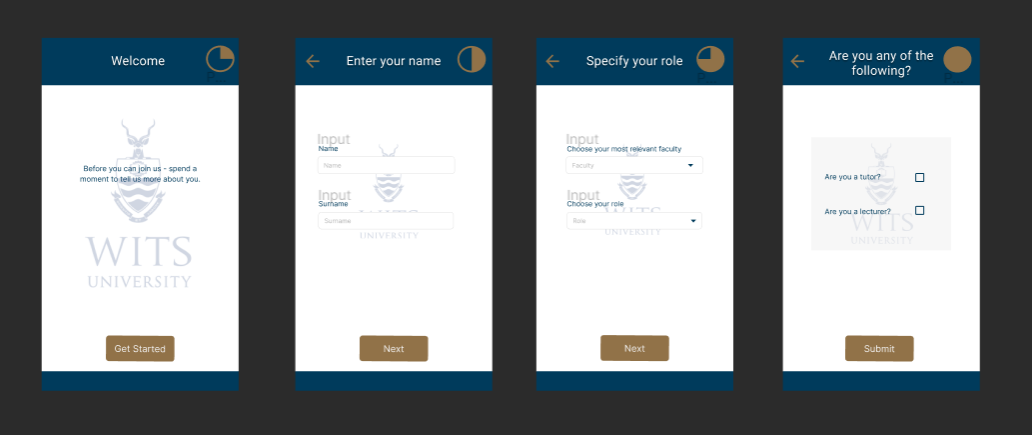 Welcome
Before you can join us - spend a
moment to tell us more about you.
WITS
UNIVERSITY
Get Started
Enter your name
Input
Name
Name
Input
Surname
Surname
UNIVERSITY
Next
Specify your role
Input
Choose your most relevant faculty
Faculty
Input
Choose your role
Role
UNIVERSITY
Next
Are you any of the
following?
Are you a tutor?
Are you a lecturer?
WITS
UNIVERSITY
Submit